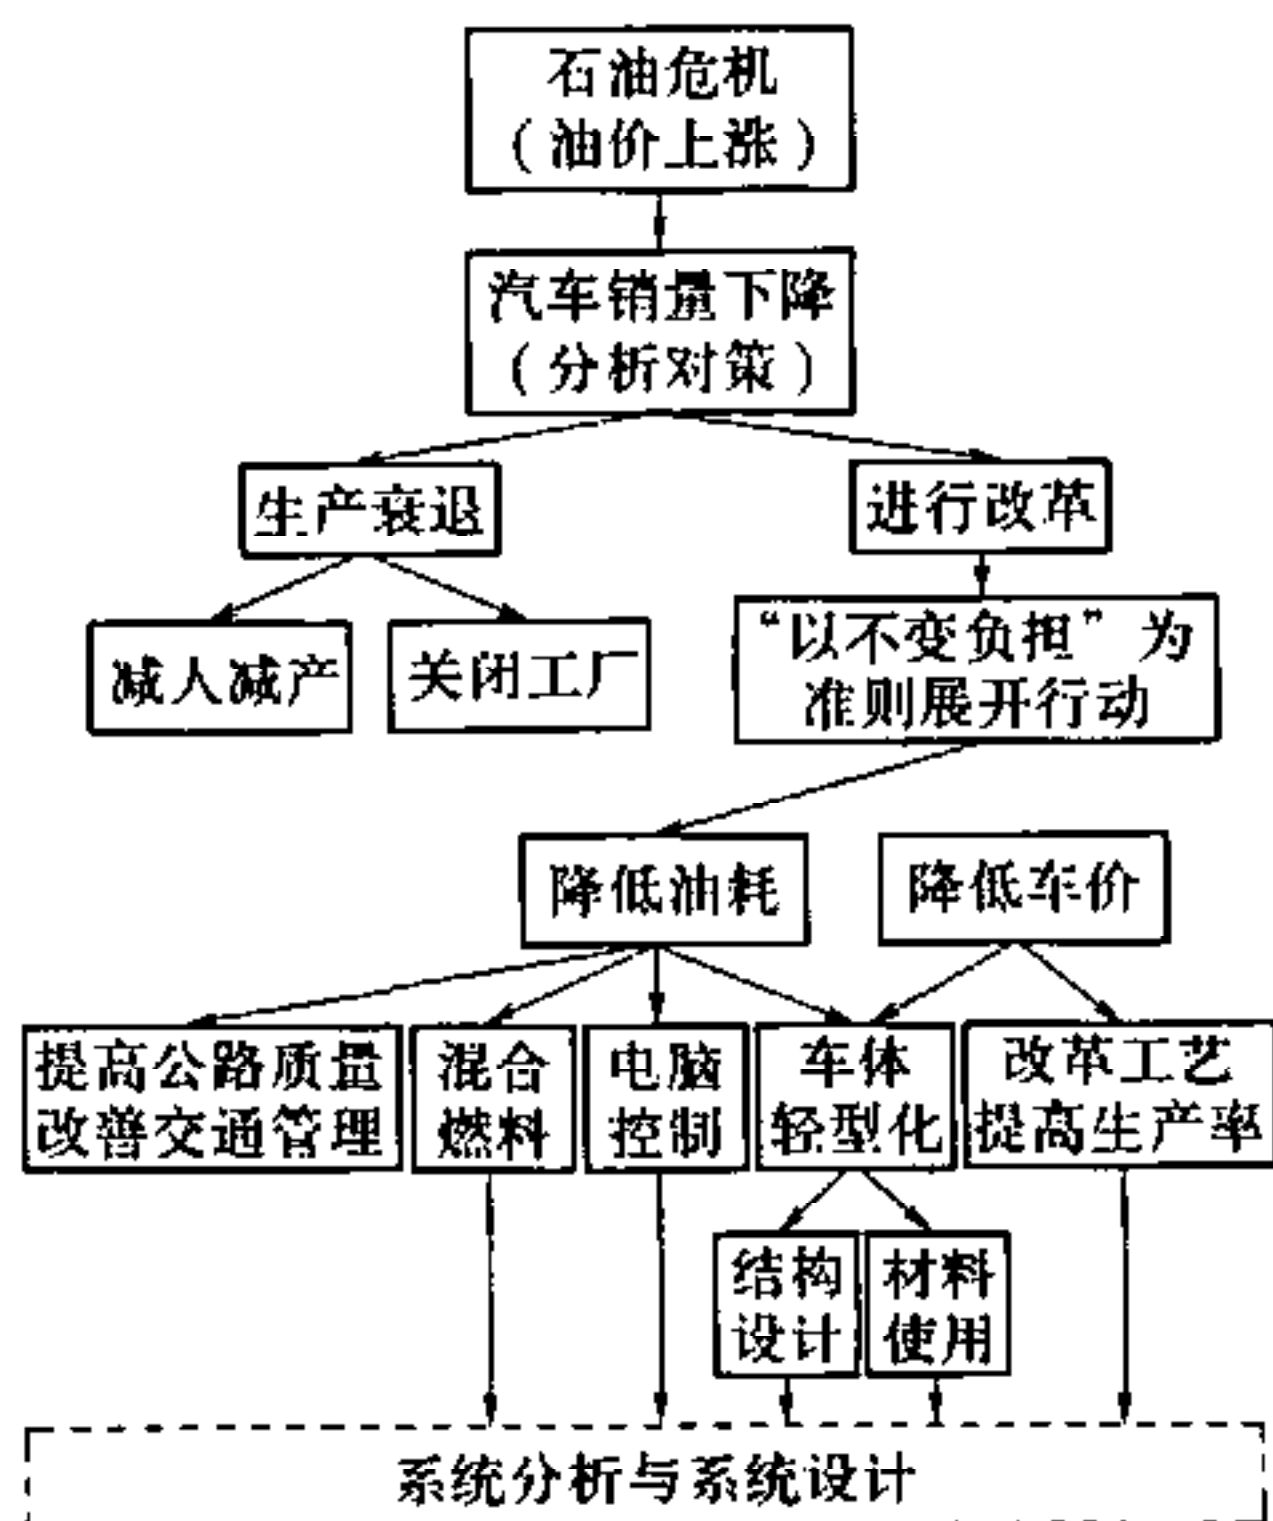 石油危机
(油价上涨)
汽车销量下降
(分析对策)
生产衰退
进行改革
减人减产
关闭工厂
“以不变负担”为
准则展开行动
降低油耗
降低车价
提高公路质量
改善交通管理
混合
燃料
电脑
控制
车体
轻型化
改革工艺
提高生产率
结构
设计
材料
使用
系统分析与系统设计